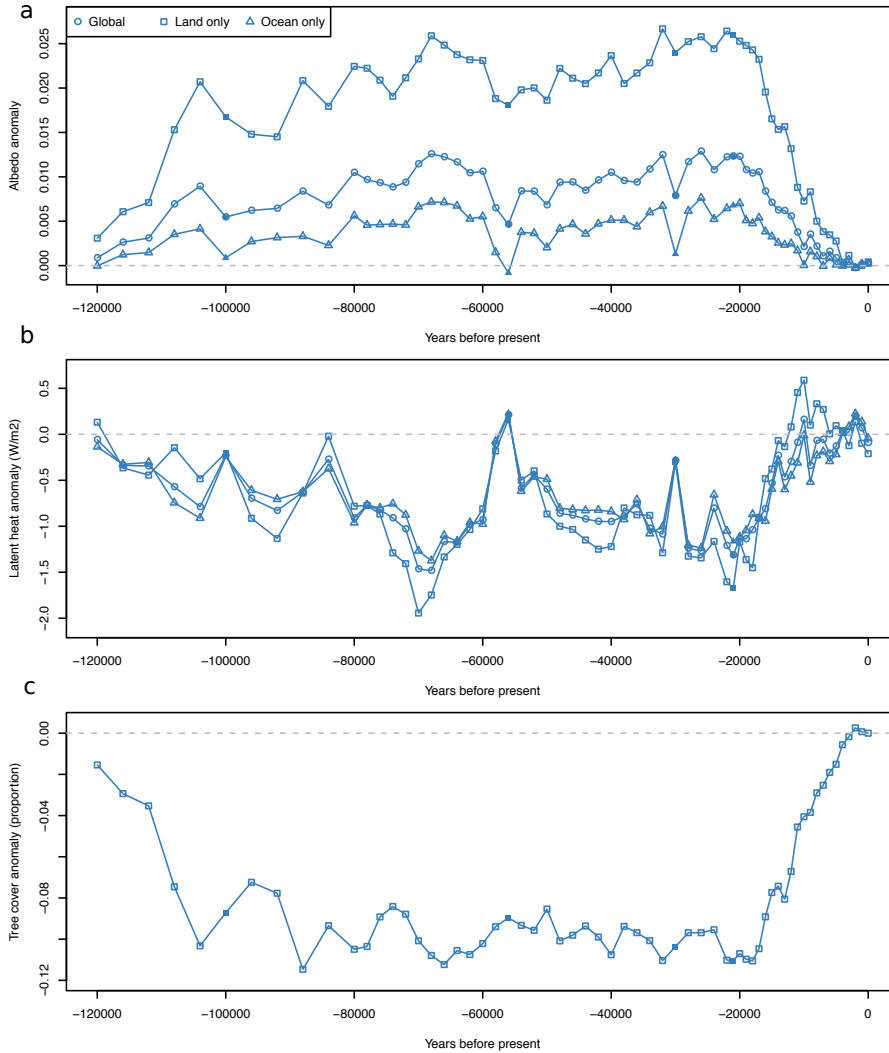 a
Global Land only Ocean only
Albedo anomaly
0.025
0.020
0.015
0.010
0.005
0.000
−120000 −100000 −80000 −60000 −40000 −20000 0
Years before present
b
Latent heat anomaly (W/m2)
0.5
0.0
−0.5
−1.0
−1.5
−2.0
−120000 −100000 −80000 −60000 −40000 −20000 0
Years before present
c
Tree cover anomaly (proportion)
0.00
−0.04
−0.08
−0.12
−120000 −100000 −80000 −60000 −40000 −20000 0
Years before present